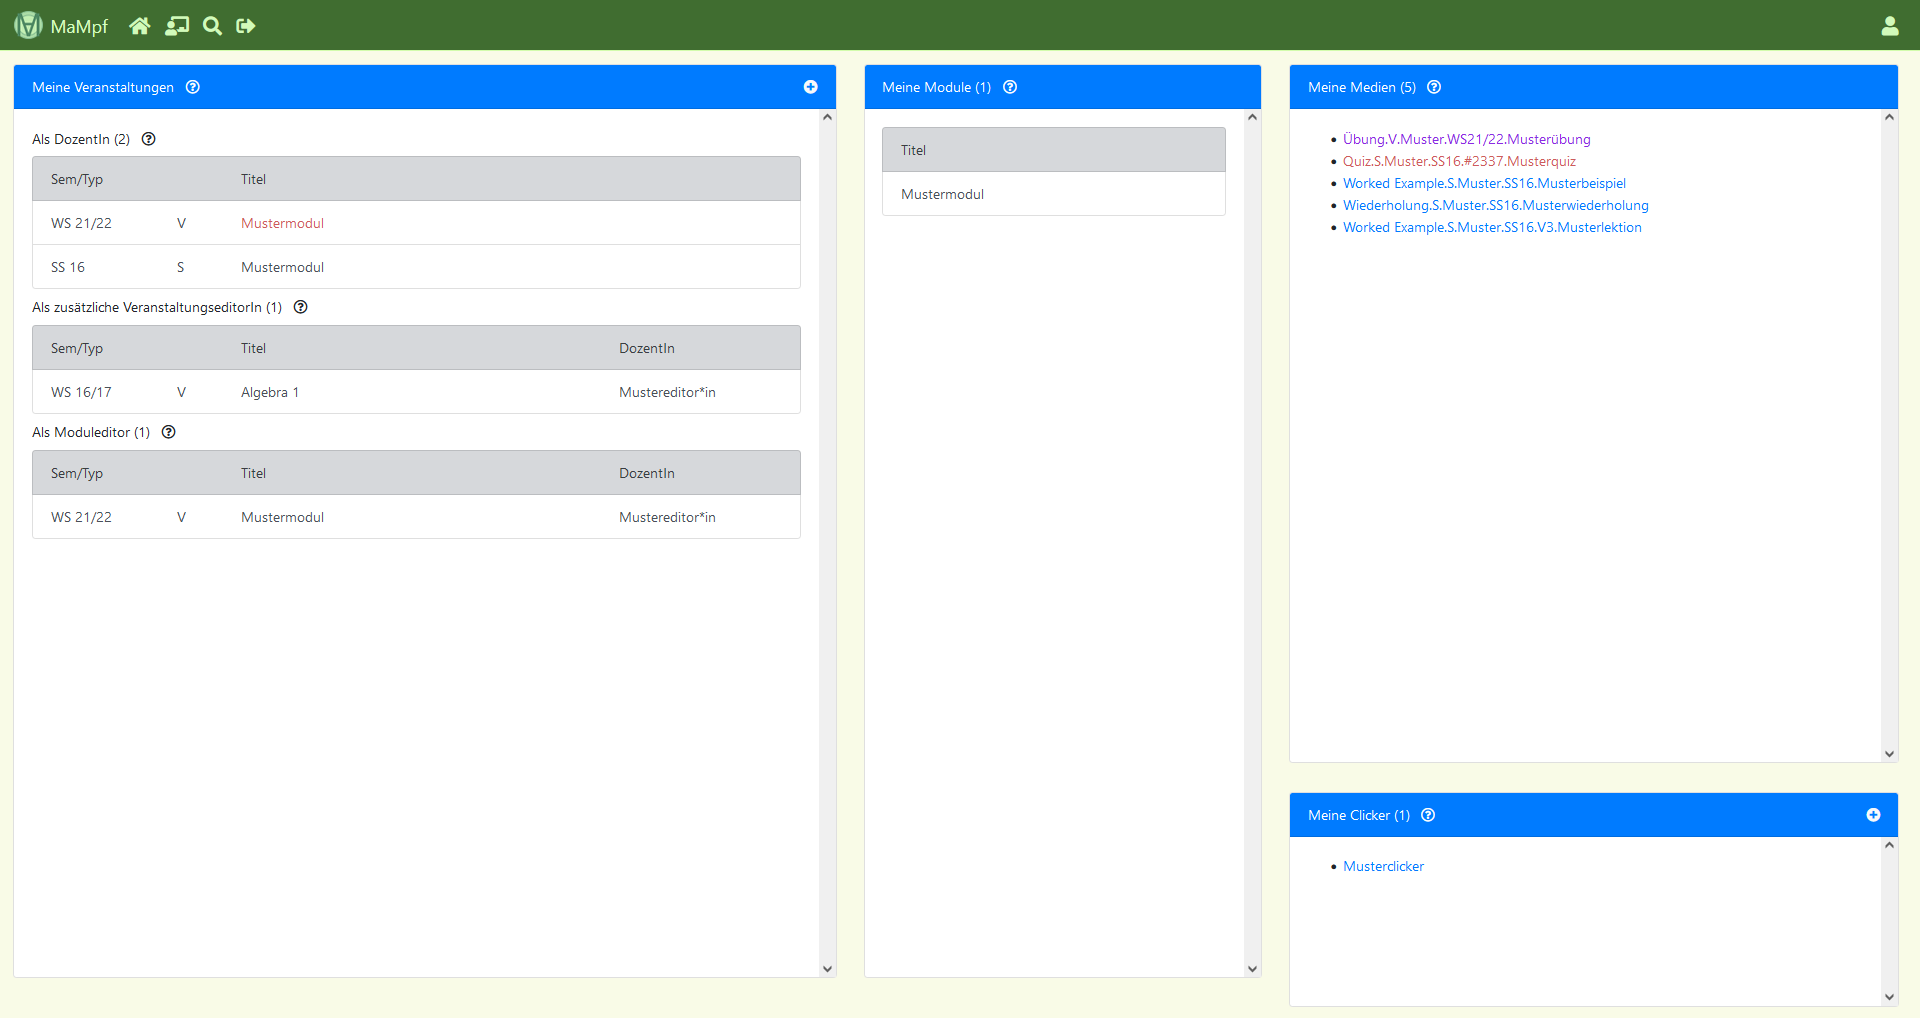 MaMpf
Meine Veranstaltungen
Als DozentIn (2)
Sem/Typ Titel
WS 21/22 V Mustermodul
SS 16 S Mustermodul
Als zusätzliche VeranstaltungseditorIn (1)
Sem/Typ Titel DozentIn
WS 16/17 V Algebra 1 Mustereditor*in
Als Moduleditor (1)
Sem/Typ Titel DozentIn
WS 21/22 V Mustermodul Mustereditor*in
Meine Module (1)
Titel
Mustermodul
Meine Medien (5)
Übung.V.Muster.WS21/22.Musterübung
Quiz.S.Muster.SS16.#2337.Musterquiz
Worked Example.S.Muster.SS16.Musterbeispiel
Wiederholung.S.Muster.SS16.Musterwiederholung
Worked Example.S.Muster.SS16.V3.Musterlektion
Meine Clicker (1)
Musterclicker